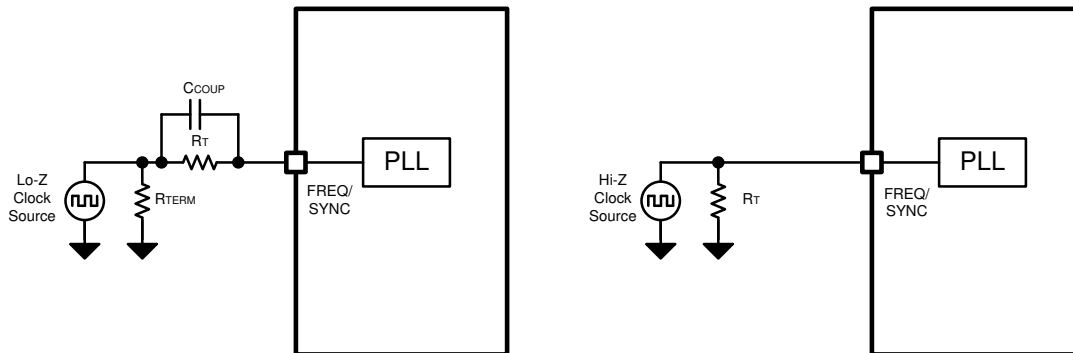 CCOUP
RT
Lo-Z
Clock
Source
RTERM
FREQ/
SYNC
PLL
Hi-Z
Clock
Source
RT
FREQ/
SYNC
PLL